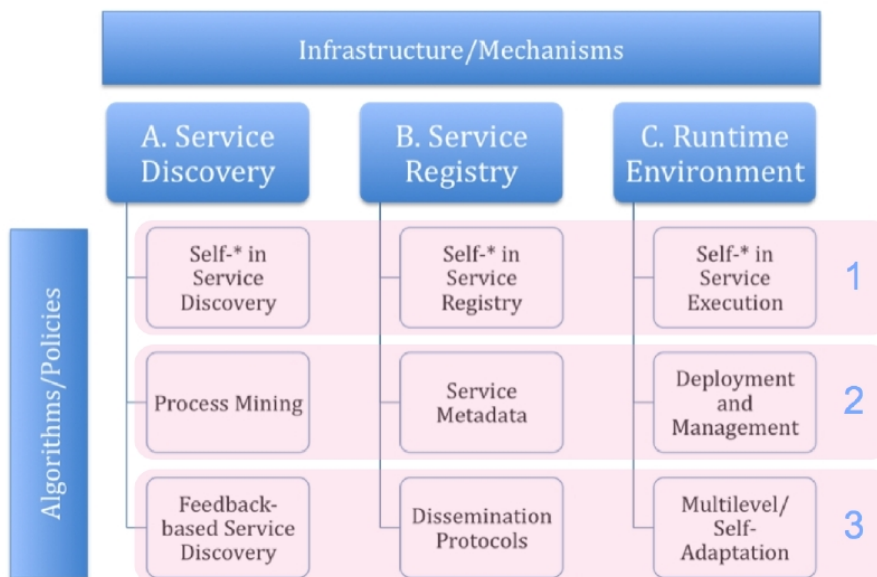 Infrastructure/Mechanisms
A. Service
Discovery
B. Service
Registry
C. Runtime
Environment
Algorithms/Policies
Self-* in
Service
Discovery
Self-* in
Service
Registry
Self-* in
Service
Execution
1
Process Mining
Service
Metadata
Deployment
and
Management
2
Feedback-
based Service
Discovery
Dissemination
Protocols
Multilevel/
Self-
Adaptation
3